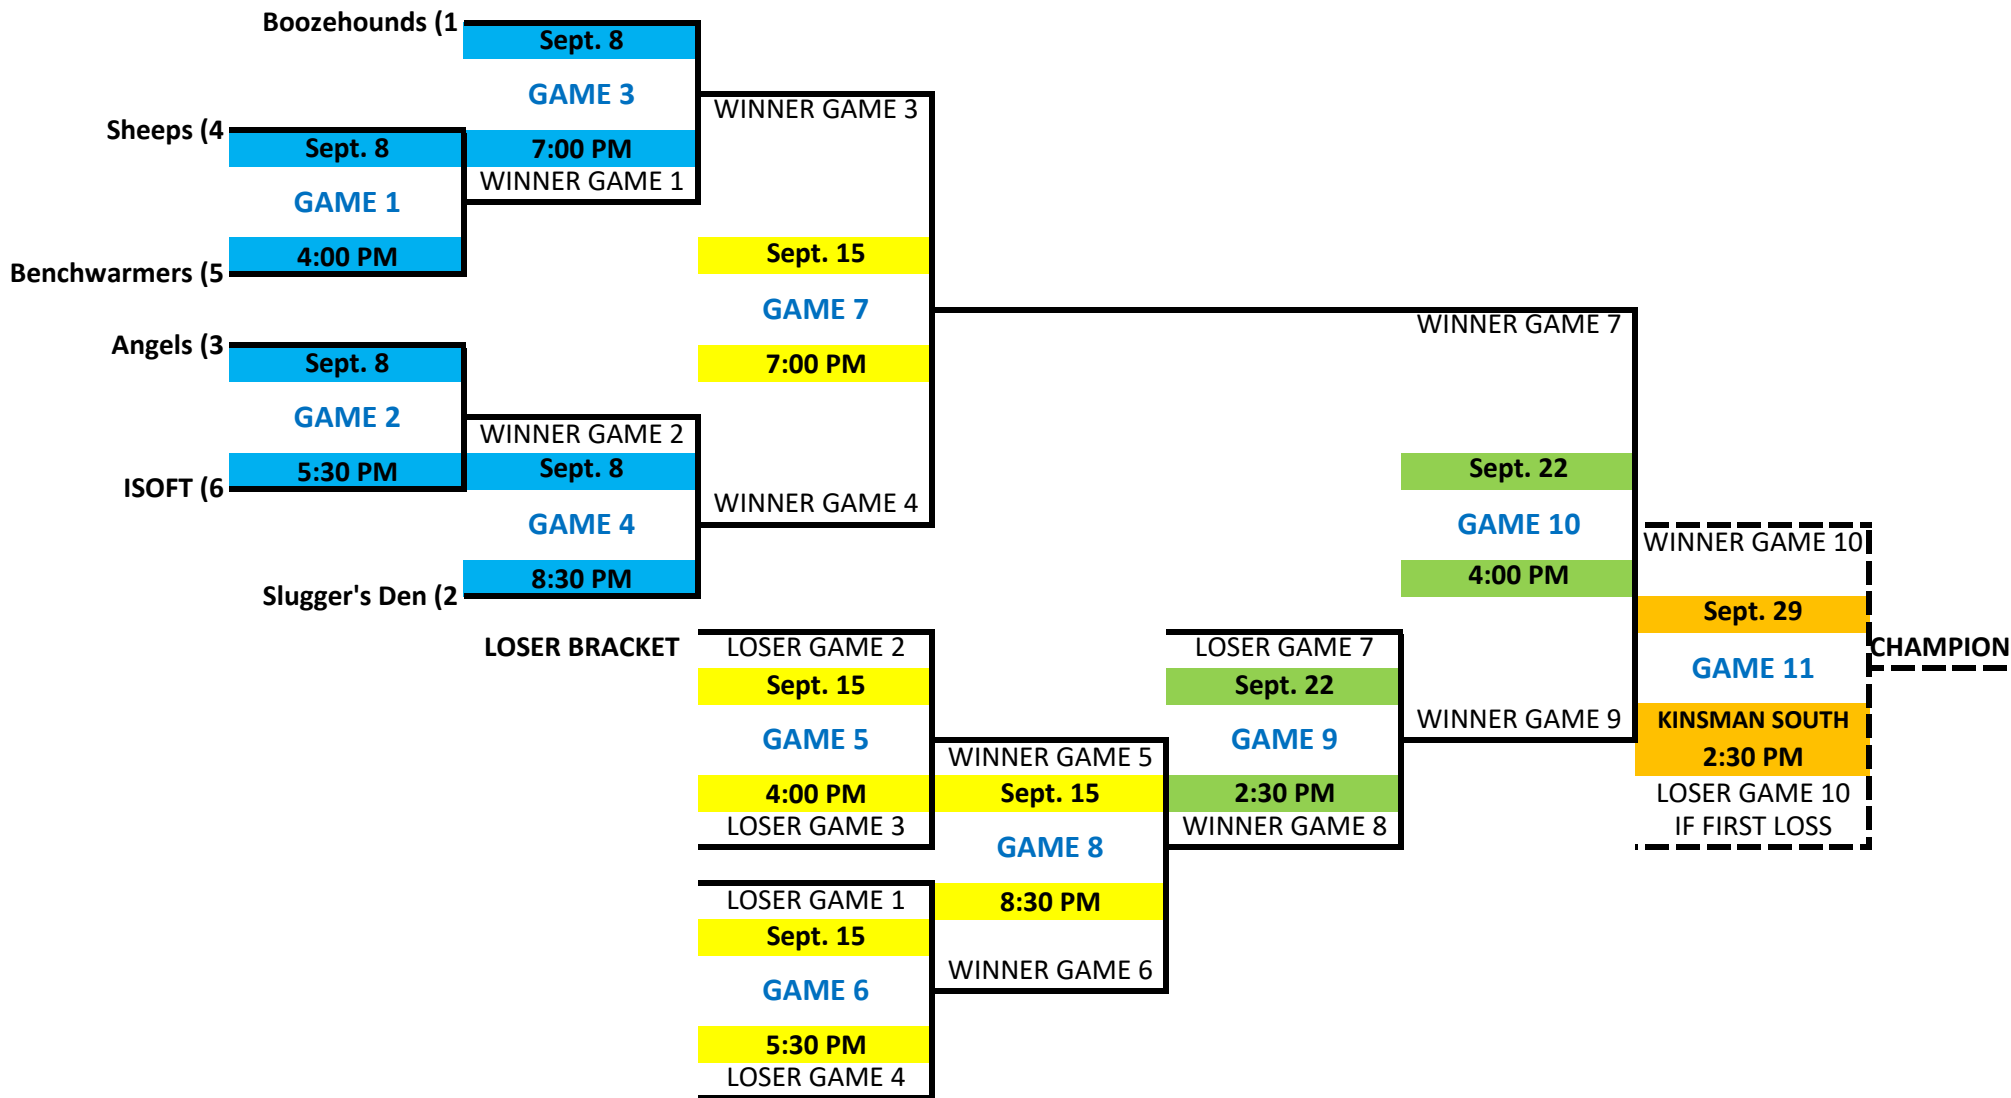 Boozehounds (1
Sept. 8
GAME 3
7:00 PM
WINNER GAME 1
WINNER GAME 3
Sheeps (4
Sept. 8
GAME 1
4:00 PM
Benchwarmers (5
Sept. 15
GAME 7
7:00 PM
WINNER GAME 7
Angels (3
Sept. 8
GAME 2
5:30 PM
ISOFT (6
WINNER GAME 2
Sept. 8
GAME 4
8:30 PM
Slugger's Den (2
WINNER GAME 4
Sept. 22
GAME 10
4:00 PM
WINNER GAME 10
Sept. 29
GAME 11
KINSMAN SOUTH
2:30 PM
LOSER GAME 10
IF FIRST LOSS
CHAMPION
LOSER BRACKET
LOSER GAME 2
Sept. 15
GAME 5
4:00 PM
LOSER GAME 3
LOSER GAME 7
Sept. 22
GAME 9
2:30 PM
WINNER GAME 8
WINNER GAME 9
WINNER GAME 5
Sept. 15
GAME 8
8:30 PM
WINNER GAME 6
LOSER GAME 1
Sept. 15
GAME 6
5:30 PM
LOSER GAME 4